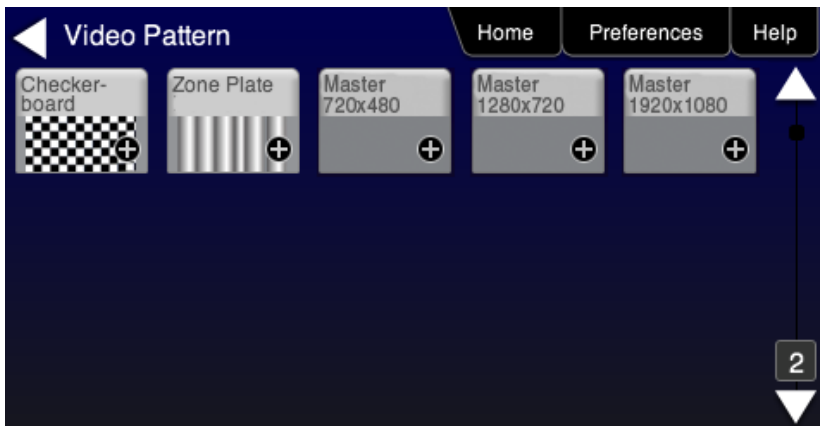 Video Pattern
Home
Preferences
Help
Checker-
board
Zone Plate
Master
720x480
Master
1280x720
Master
1920x1080
2